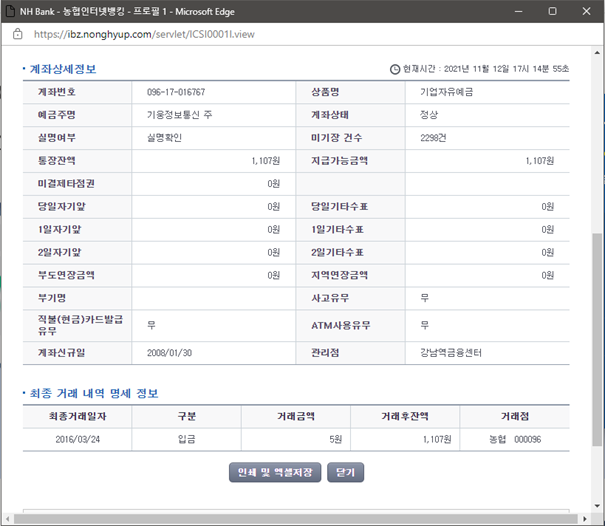 NH Bank - 농협인터넷뱅킹 - 프로필 1 - Microsoft Edge
https://ibz.nonghyup.com/servlet/ICSI0001I.view
계좌상세정보 현재시간 : 2021년 11월 12일 17시 14분 55초
계좌번호 096-17-016767 상품명 기업자유예금
예금주명 기웅정보통신 주 계좌상태 정상
실명여부 실명확인 미기장 건수 2298건
통장잔액 1,107원 지급가능금액 1,107원
미결제타점권 0원
당일자기앞 0원 당일기타수표 0원
1일자기앞 0원 1일기타수표 0원
2일자기앞 0원 2일기타수표 0원
부도연장금액 0원 지역연장금액 0원
부기명 사고유무 무
직불(현금)카드발급
유무 무 ATM사용유무 무
계좌신규일 2008/01/30 관리점 강남역금융센터
최종 거래 내역 명세 정보
최종거래일자 구분 거래금액 거래후잔액 거래점
2016/03/24 입금 5원 1,107원 농협 000096
인쇄 및 엑셀저장 닫기